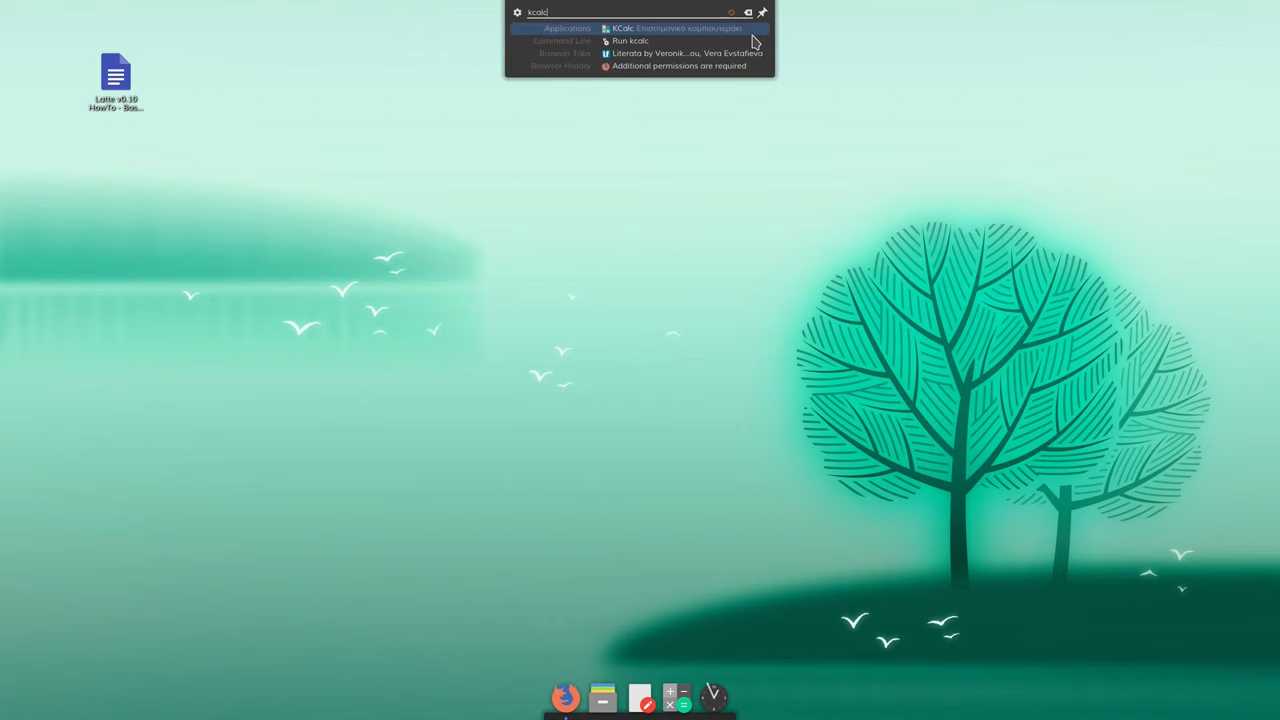 kcalc
Applications KCalc Επιστημονικό κομπιουτεράκι
Command Line Run kcalc
Browser Tabs Literata by Veronik...ou, Vera Evstafieva
Browser History Additional permissions are required
Latte v0.10
HowTo - Bas...